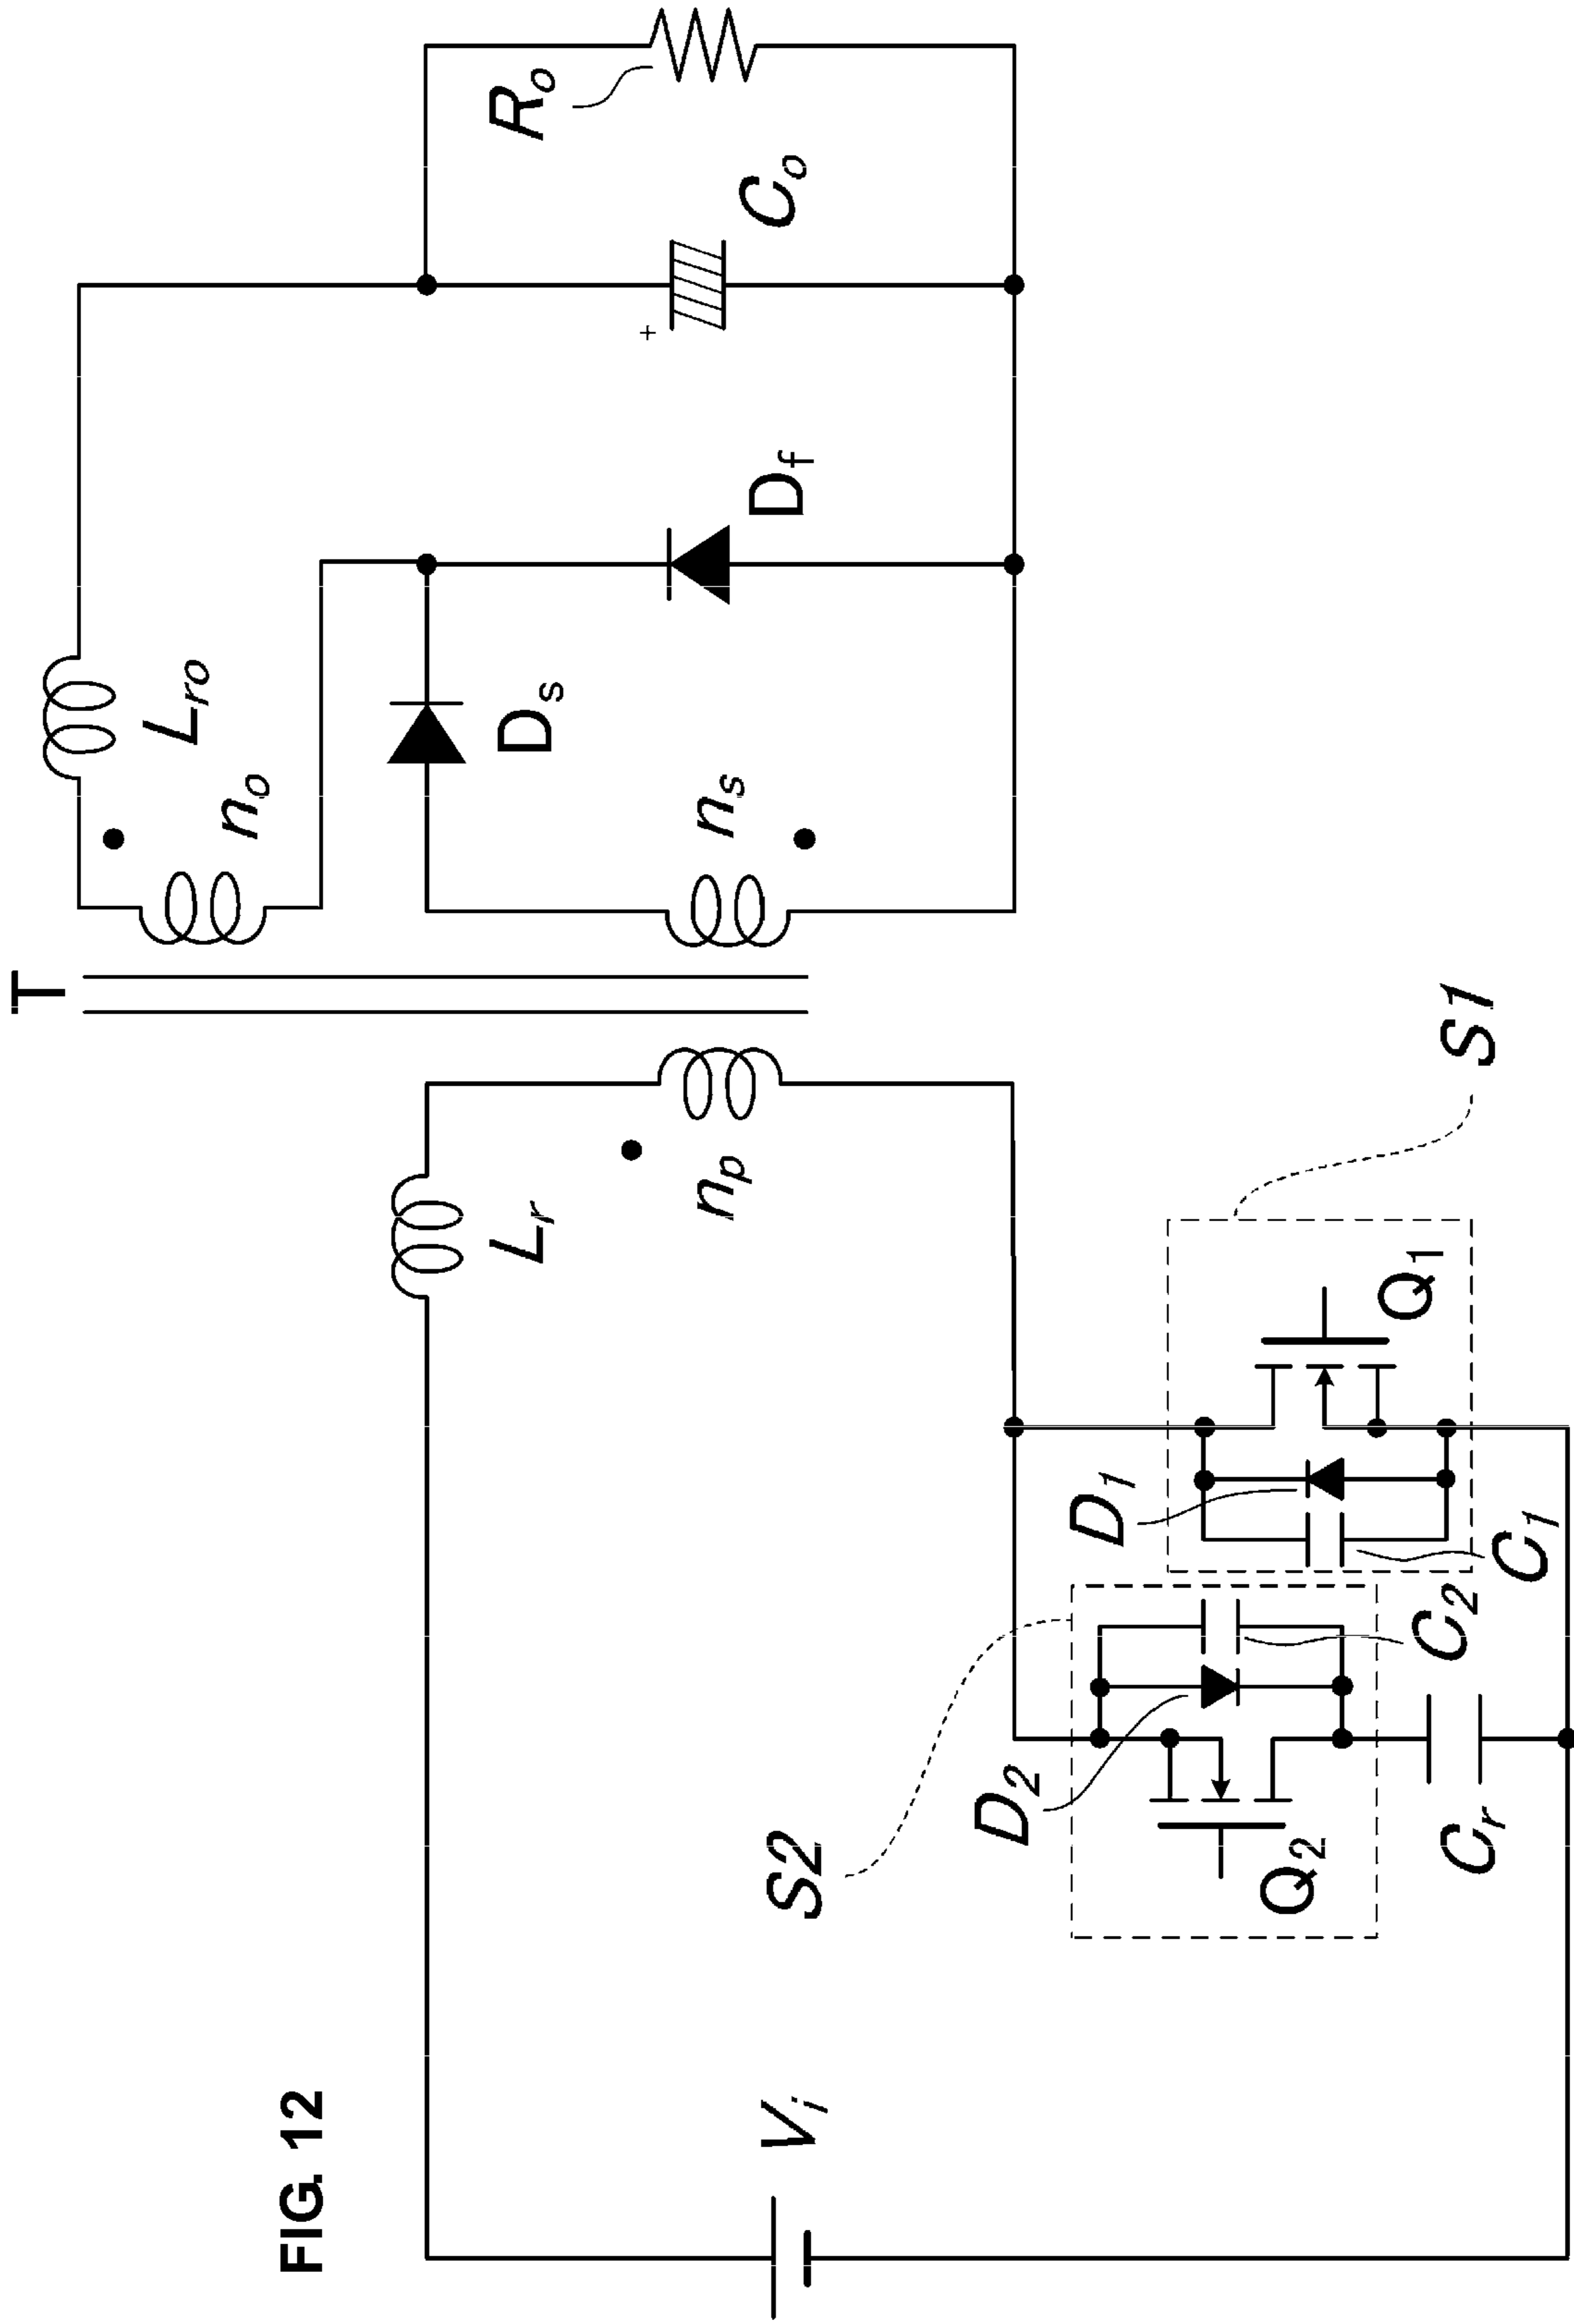 FIG. 12
T
Lro
no
Ro
Co
Ds
Df
ns
Lr
np
Vi
S1
S2
D1
Q1
C1
C2
D2
Q2
Cr
+